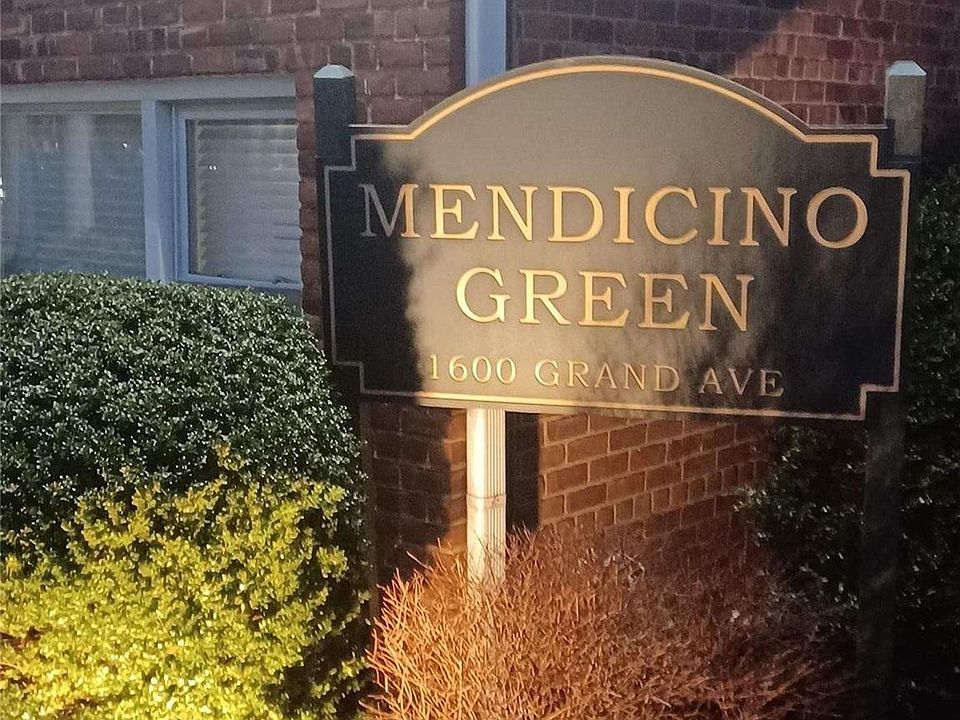 MENDICINO
GREEN
1600 GRAND AVE